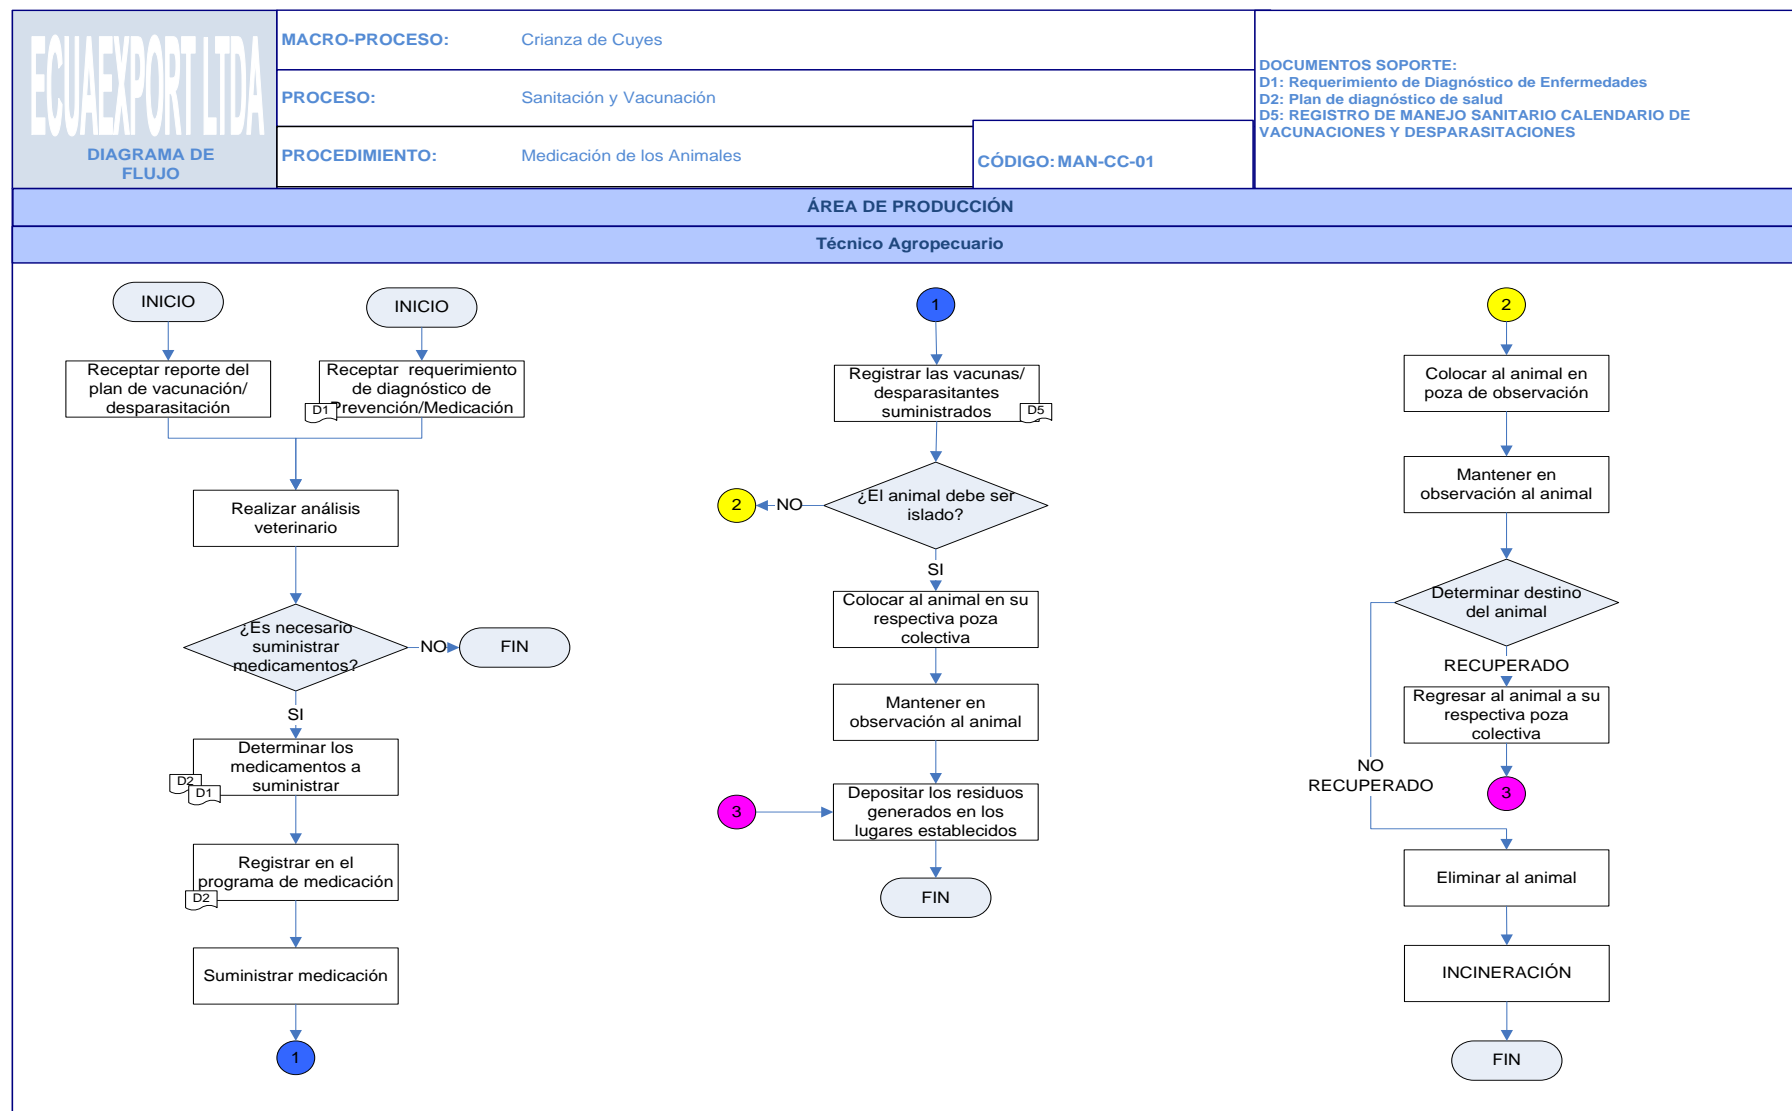 ECUAEXPORT LTDA
DIAGRAMA DE
FLUJO
MACRO-PROCESO: Crianza de Cuyes
PROCESO: Sanitación y Vacunación
PROCEDIMIENTO: Medicación de los Animales
CÓDIGO: MAN-CC-01
DOCUMENTOS SOPORTE:
D1: Requerimiento de Diagnóstico de Enfermedades
D2: Plan de diagnóstico de salud
D5: REGISTRO DE MANEJO SANITARIO CALENDARIO DE
VACUNACIONES Y DESPARASITACIONES
ÁREA DE PRODUCCIÓN
Técnico Agropecuario
INICIO
INICIO
Receptar reporte del
plan de vacunación/
desparasitación
Receptar requerimiento
de diagnóstico de
Prevención/Medicación
D1
Realizar análisis
veterinario
¿Es necesario
suministrar
medicamentos?
NO
FIN
SI
Determinar los
medicamentos a
suministrar
D2
D1
Registrar en el
programa de medicación
D2
Suministrar medicación
1
1
Registrar las vacunas/
desparasitantes
suministrados
D5
¿El animal debe ser
islado?
NO
2
SI
Colocar al animal en su
respectiva poza
colectiva
Mantener en
observación al animal
3
Depositar los residuos
generados en los
lugares establecidos
FIN
2
Colocar al animal en
poza de observación
Mantener en
observación al animal
Determinar destino
del animal
RECUPERADO
Regresar al animal a su
respectiva poza
colectiva
3
NO
RECUPERADO
Eliminar al animal
INCINERACIÓN
FIN